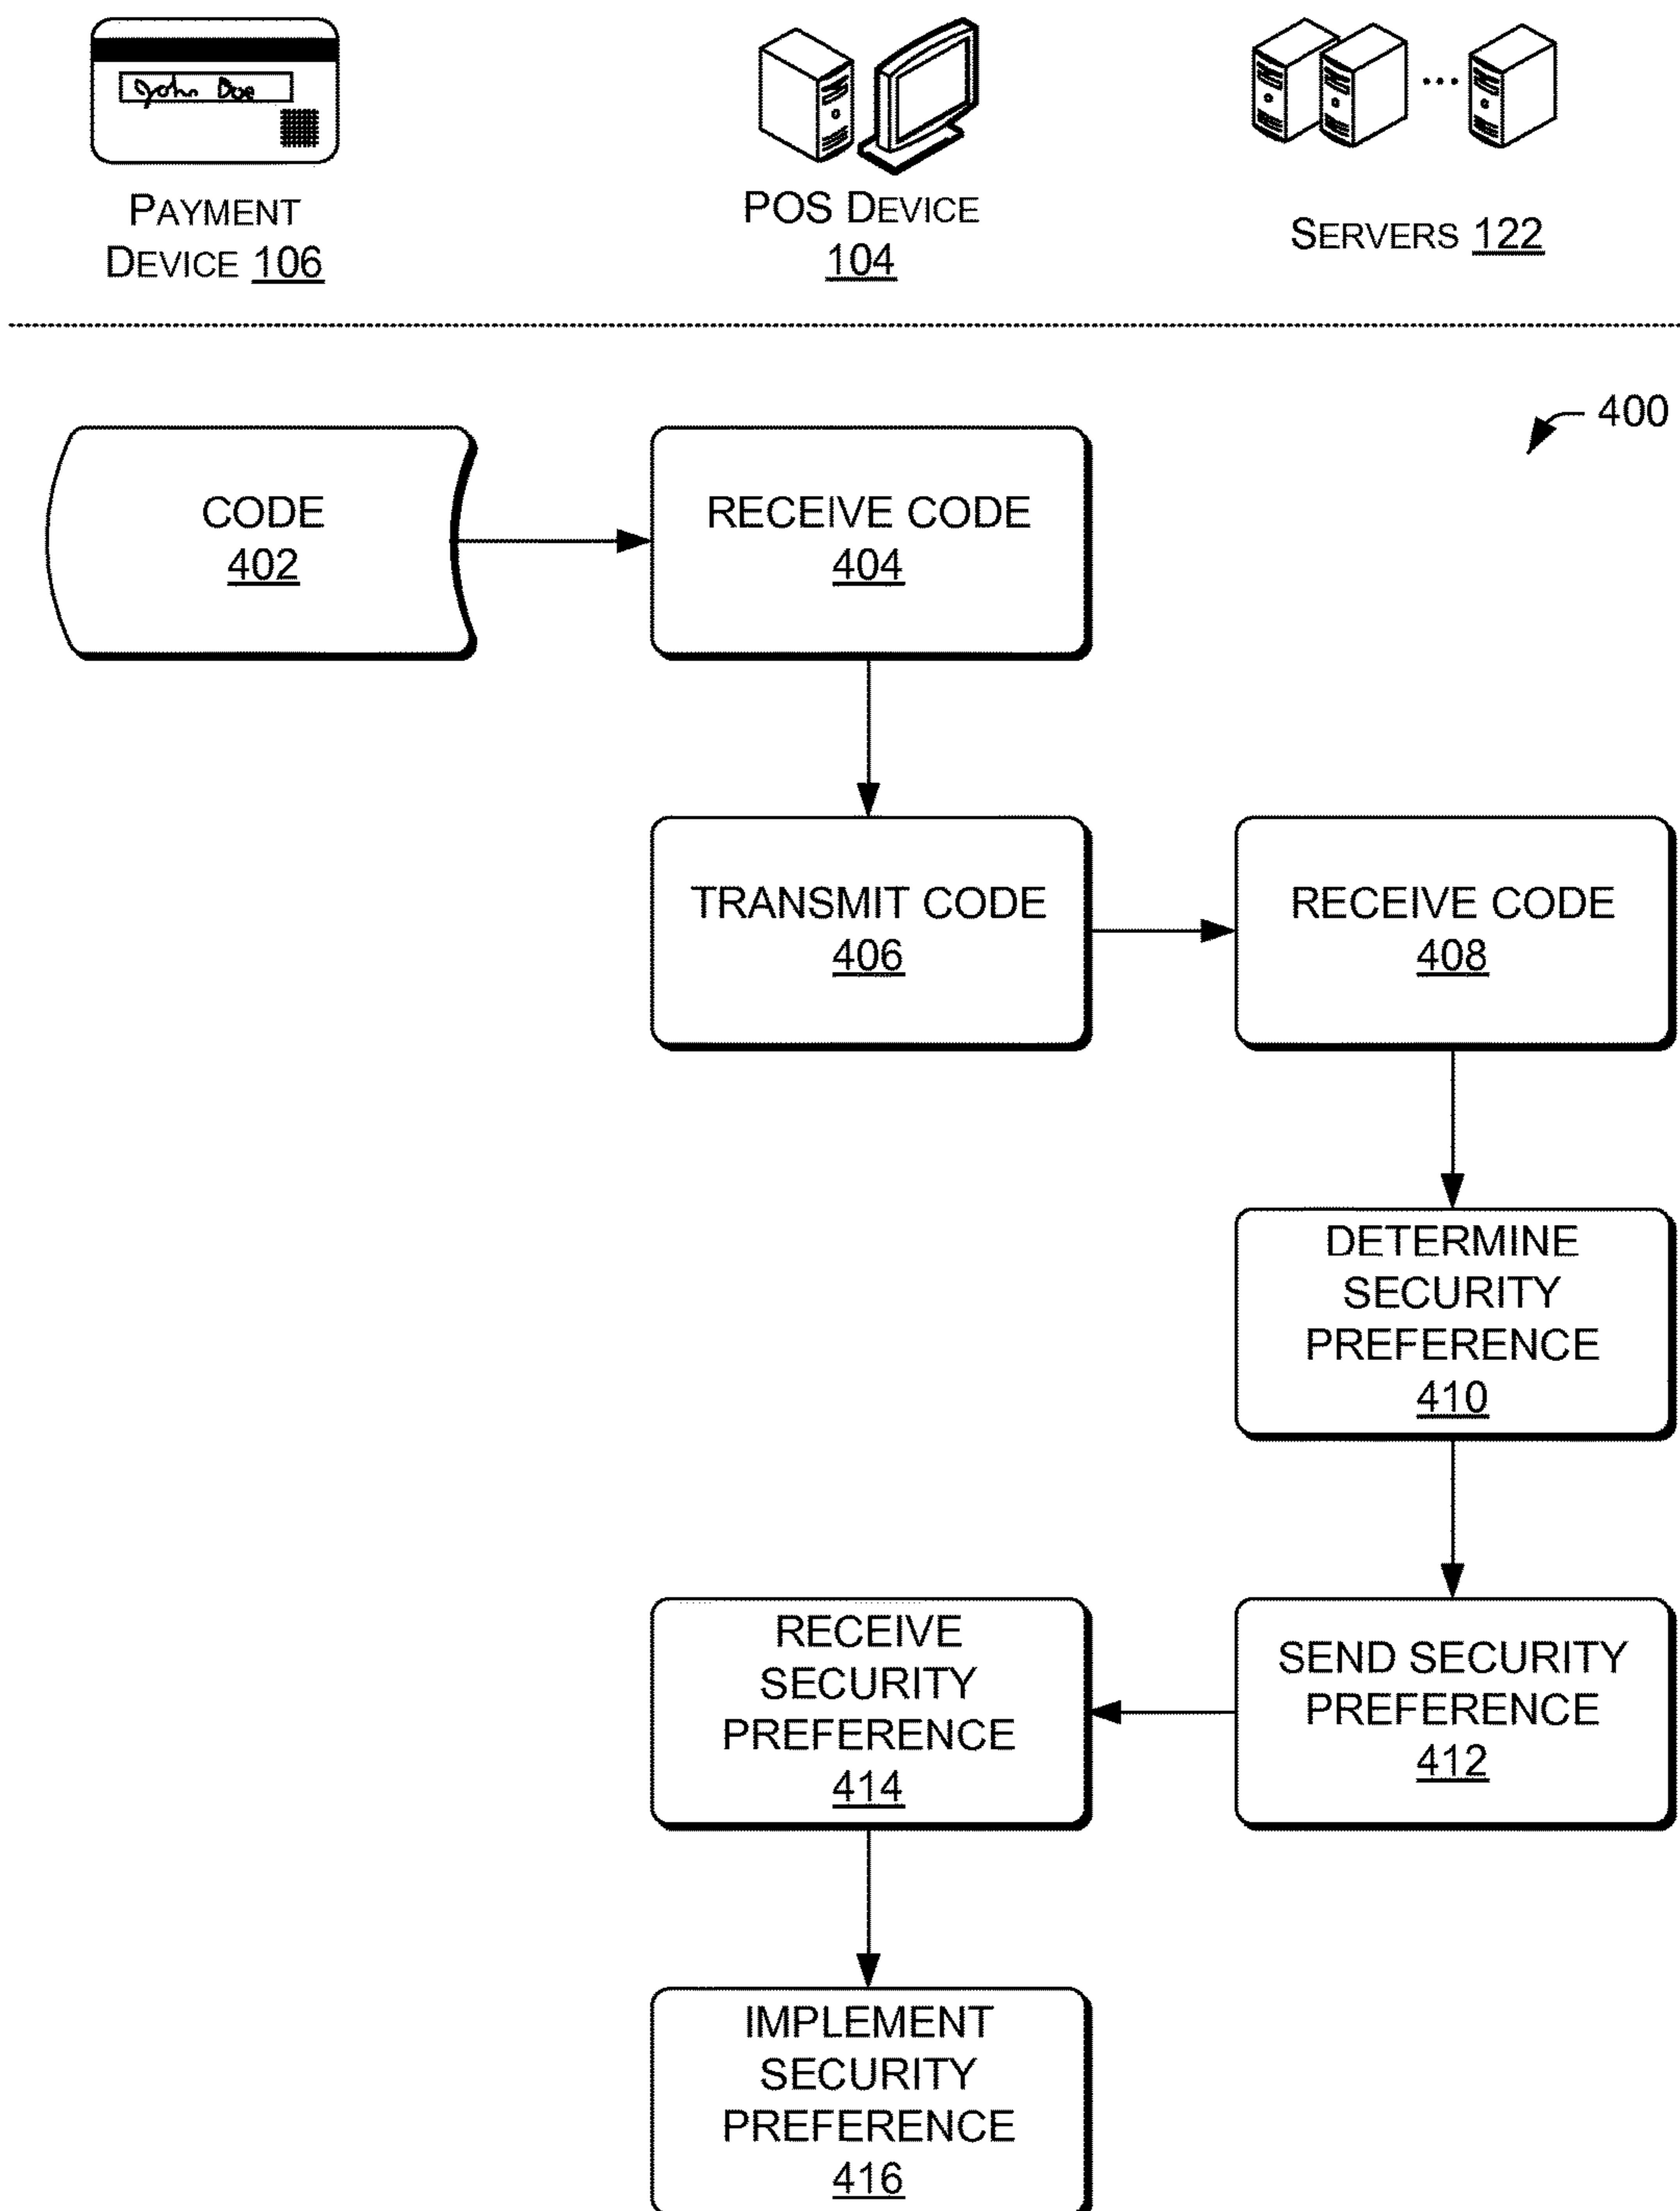 John Doe
PAYMENT
DEVICE 106
POS DEVICE
104
SERVERS 122
400
CODE
402
RECEIVE CODE
404
TRANSMIT CODE
406
RECEIVE CODE
408
DETERMINE
SECURITY
PREFERENCE
410
SEND SECURITY
PREFERENCE
412
RECEIVE
SECURITY
PREFERENCE
414
IMPLEMENT
SECURITY
PREFERENCE
416